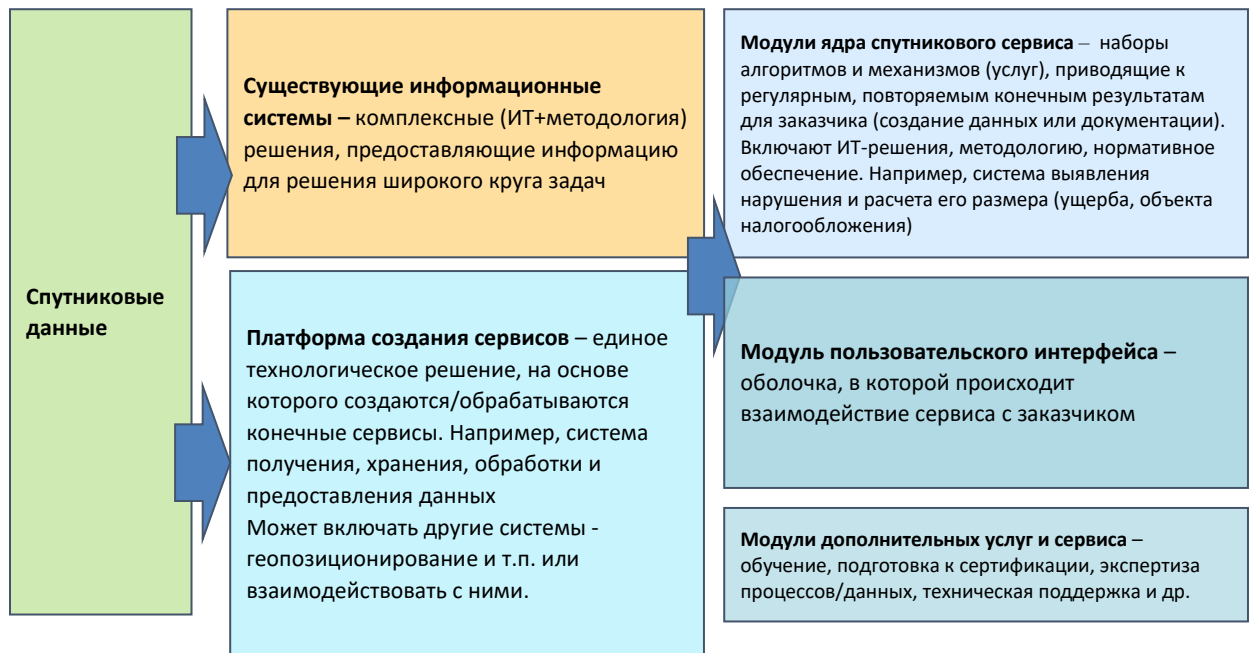 Спутниковые
данные
Существующие информационные
системы – комплексные (ИТ+методология)
решения, предоставляющие информацию
для решения широкого круга задач
Платформа создания сервисов – единое
технологическое решение, на основе
которого создаются/обрабатываются
конечные сервисы. Например, система
получения, хранения, обработки и
предоставления данных
Может включать другие системы -
геопозиционирование и т.п. или
взаимодействовать с ними.
Модули ядра спутникового сервиса – наборы
алгоритмов и механизмов (услуг), приводящие к
регулярным, повторяемым конечным результатам
для заказчика (создание данных или документации).
Включают ИТ-решения, методологию, нормативное
обеспечение. Например, система выявления
нарушения и расчета его размера (ущерба, объекта
налогообложения)
Модуль пользовательского интерфейса –
оболочка, в которой происходит
взаимодействие сервиса с заказчиком
Модули дополнительных услуг и сервиса –
обучение, подготовка к сертификации, экспертиза
процессов/данных, техническая поддержка и др.